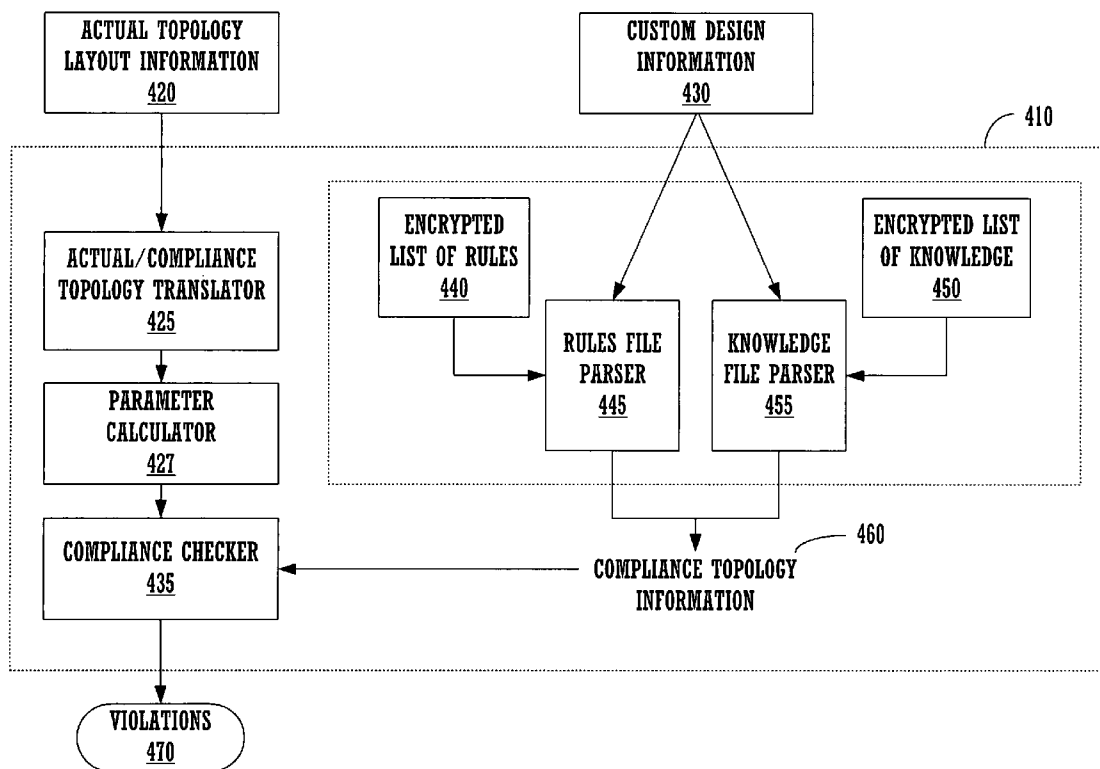 ACTUAL TOPOLOGY
LAYOUT INFORMATION
420
CUSTOM DESIGN
INFORMATION
430
410
ENCRYPTED
LIST OF RULES
440
ENCRYPTED LIST
OF KNOWLEDGE
450
ACTUAL/COMPLIANCE
TOPOLOGY TRANSLATOR
425
RULES FILE
PARSER
445
KNOWLEDGE
FILE PARSER
455
PARAMETER
CALCULATOR
427
COMPLIANCE CHECKER
435
460
COMPLIANCE TOPOLOGY
INFORMATION
VIOLATIONS
470